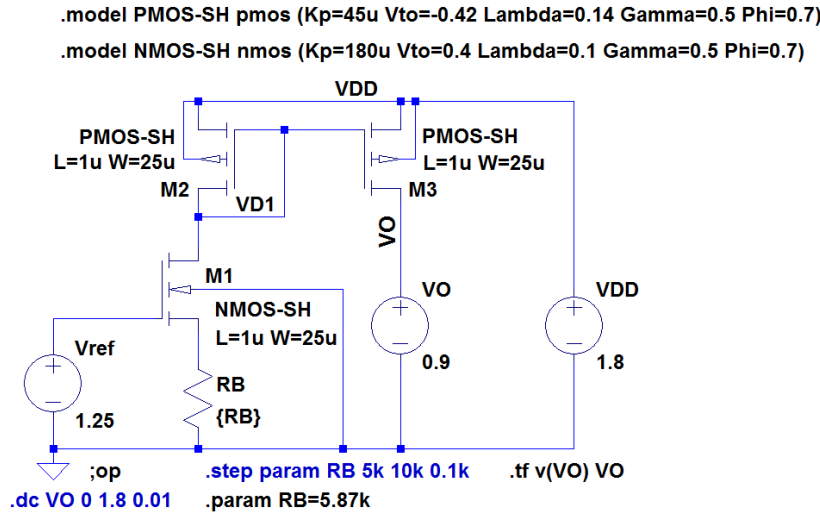 .model PMOS-SH pmos (Kp=45u Vto=-0.42 Lambda=0.14 Gamma=0.5 Phi=0.7)
.model NMOS-SH nmos (Kp=180u Vto=0.4 Lambda=0.1 Gamma=0.5 Phi=0.7)
VDD
PMOS-SH
L=1u W=25u
M2
PMOS-SH
L=1u W=25u
M3
VD1
VO
M1
NMOS-SH
L=1u W=25u
VO
0.9
VDD
1.8
Vref
1.25
RB
{RB}
;op
.step param RB 5k 10k 0.1k
.tf v(VO) VO
.dc VO 0 1.8 0.01
.param RB=5.87k